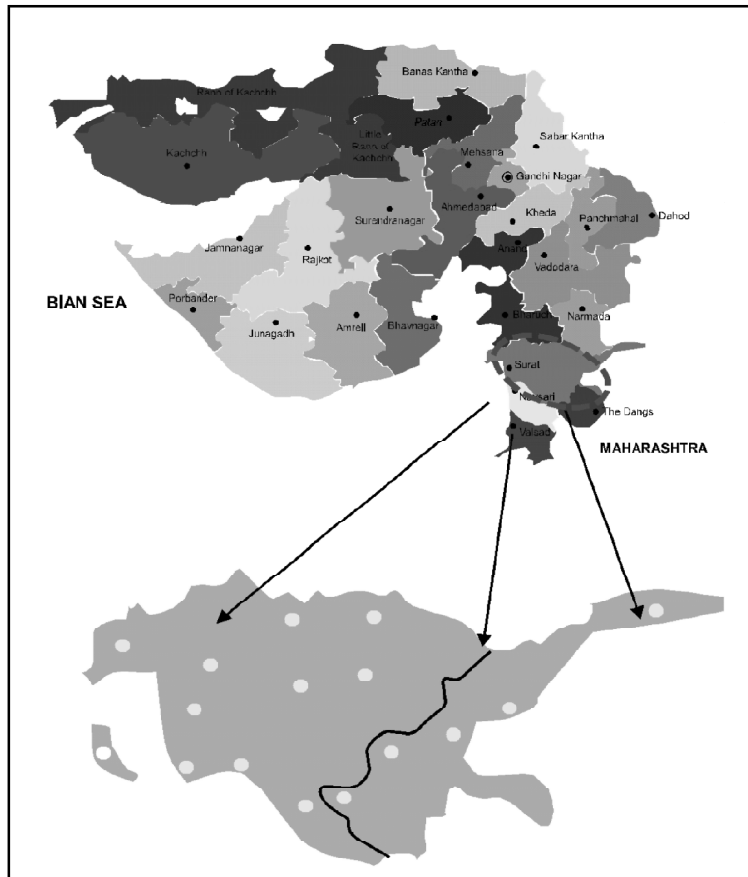 Banas Kantha
Rann of Kachchh
Patan
Little
Rann of
Kachchh
Sabar Kantha
Mehsana
Kachchh
Gandhi Nagar
Ahmedabad
Surendranagar
Kheda
Panchmahal
Dahod
Jamnanagar
Anand
Rajkot
Vadodara
BIAN SEA
Porbander
Junagadh
Amrell
Bhavnagar
Bharuch
Narmada
Surat
Navsari
The Dangs
Valsad
MAHARASHTRA